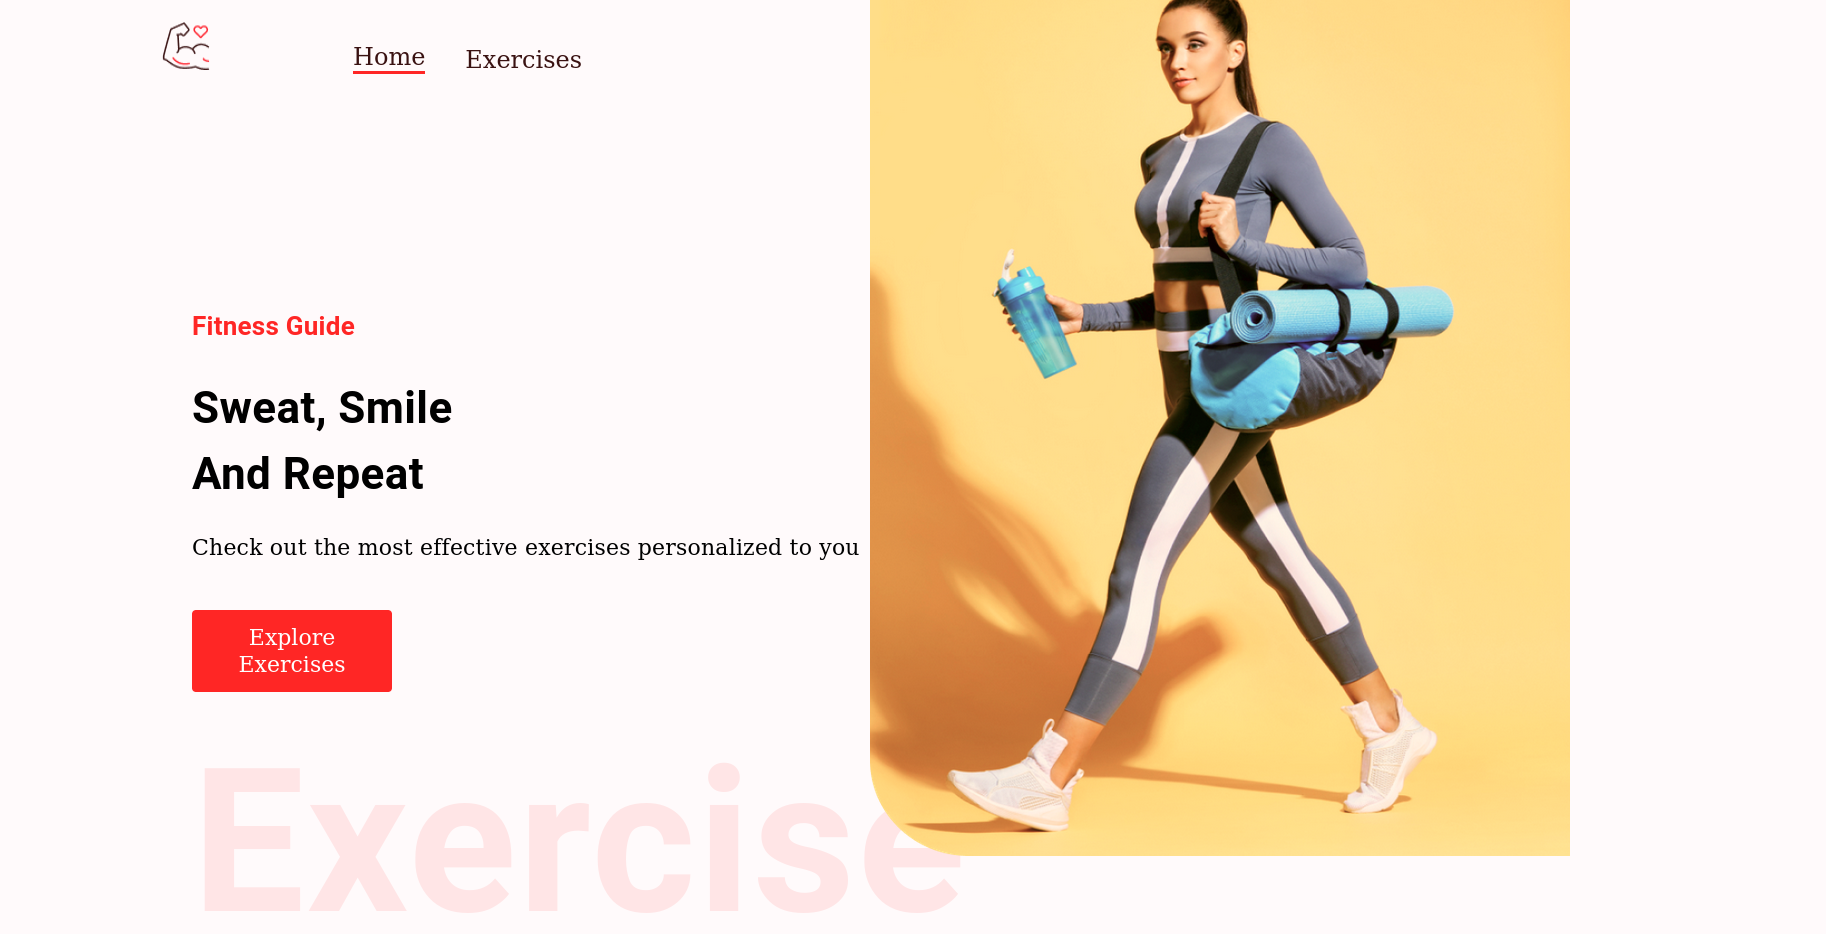 Home Exercises
Fitness Guide
Sweat, Smile
And Repeat
Check out the most effective exercises personalized to you
Explore
Exercises
Exercise